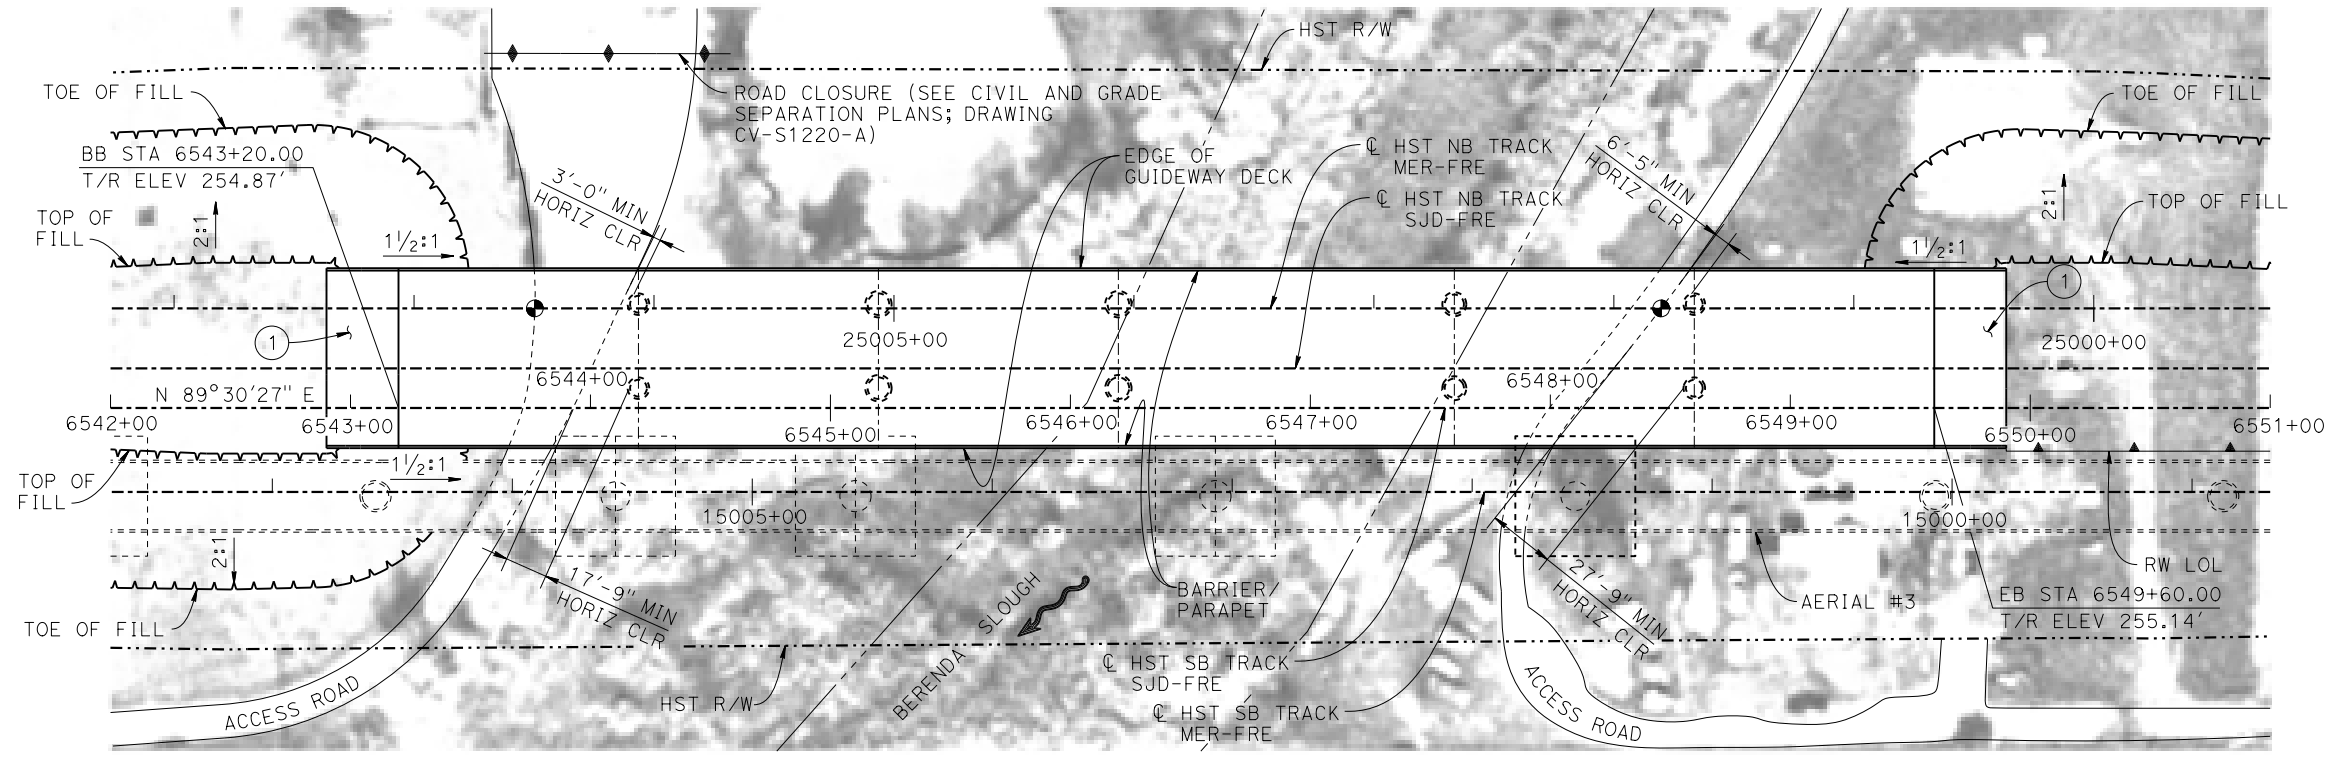 HST R/W
TOE OF FILL
ROAD CLOSURE (SEE CIVIL AND GRADE
SEPARATION PLANS; DRAWING
CV-S1220-A)
TOE OF FILL
BB STA 6543+20.00
T/R ELEV 254.87'
3'-0" MIN
HORIZ CLR
EDGE OF
GUIDEWAY DECK
℄ HST NB TRACK
MER-FRE
℄ HST NB TRACK
SJD-FRE
6'-5" MIN
HORIZ CLR
2:1
TOP OF FILL
TOP OF
FILL
2:1
1½:1
1½:1
1
1
25005+00
25000+00
N 89°30'27" E
6544+00
6548+00
6542+00
6543+00
6545+00
6546+00
6547+00
6549+00
6550+00
6551+00
1½:1
TOP OF
FILL
15005+00
15000+00
2:1
17'-9" MIN
HORIZ CLR
27'-9" MIN
HORIZ CLR
BERENDA SLOUGH
BARRIER/
PARAPET
AERIAL #3
RW LOL
EB STA 6549+60.00
T/R ELEV 255.14'
TOE OF FILL
℄ HST SB TRACK
SJD-FRE
HST R/W
℄ HST SB TRACK
MER-FRE
ACCESS ROAD
ACCESS ROAD